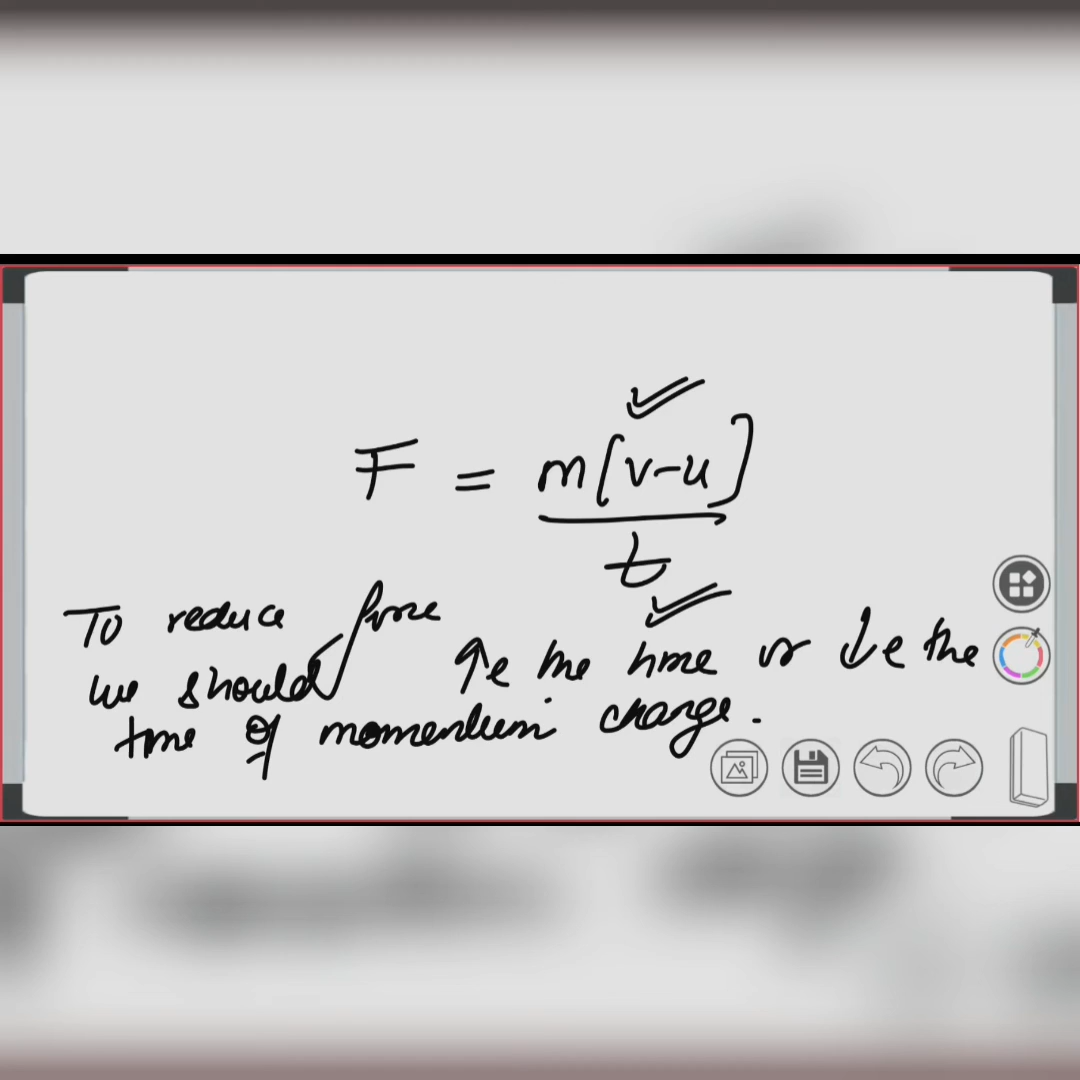 F = m[v-u]
t
To reduce force
we should ↑e the time or ↓e the
time of momentum change.